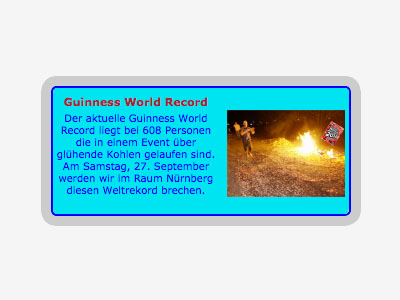 Guinness World Record
Der aktuelle Guinness World
Record liegt bei 608 Personen
die in einem Event über
glühende Kohlen gelaufen sind.
Am Samstag, 27. September
werden wir im Raum Nürnberg
diesen Weltrekord brechen.